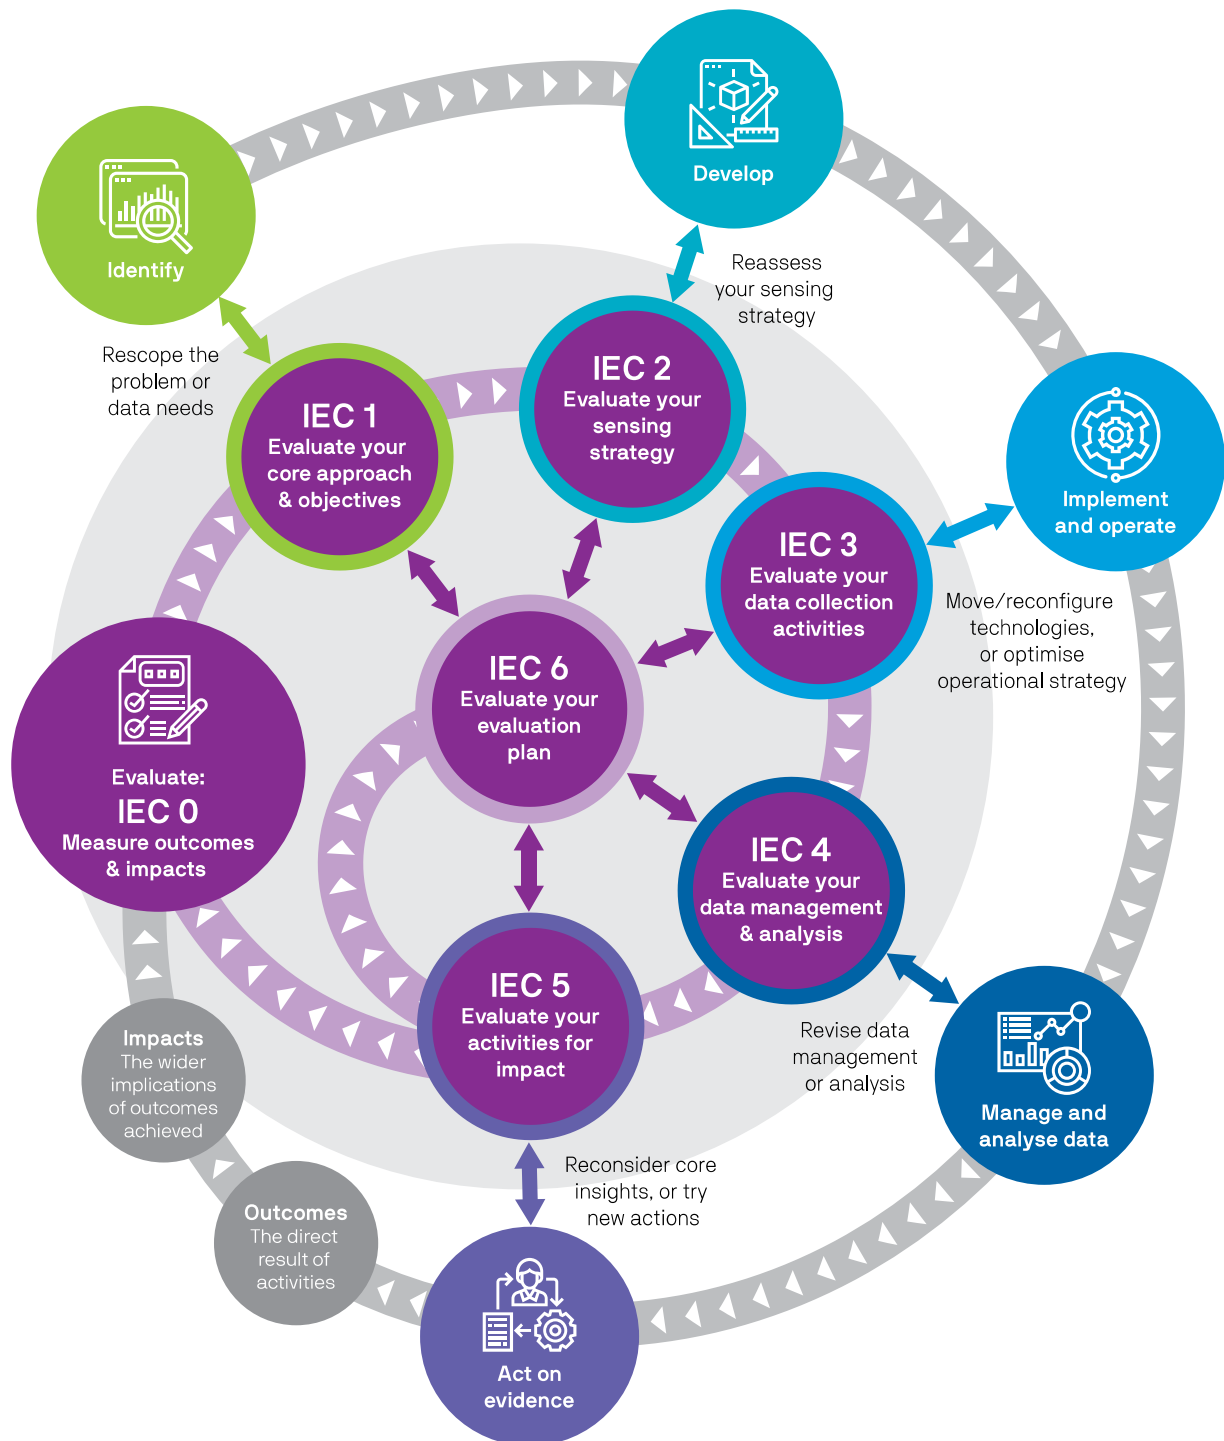 Develop
Identify
Reassess
your sensing
strategy
Rescope the
problem or
data needs
IEC 1
Evaluate your
core approach
& objectives
IEC 2
Evaluate your
sensing
strategy
Implement
and operate
IEC 3
Evaluate your
data collection
activities
Move/reconfigure
technologies,
or optimise
operational strategy
IEC 6
Evaluate your
evaluation
plan
Evaluate:
IEC 0
Measure outcomes
& impacts
IEC 4
Evaluate your
data management
& analysis
IEC 5
Evaluate your
activities for
impact
Revise data
management
or analysis
Manage and
analyse data
Impacts
The wider
implications
of outcomes
achieved
Outcomes
The direct
result of
activities
Reconsider core
insights, or try
new actions
Act on
evidence